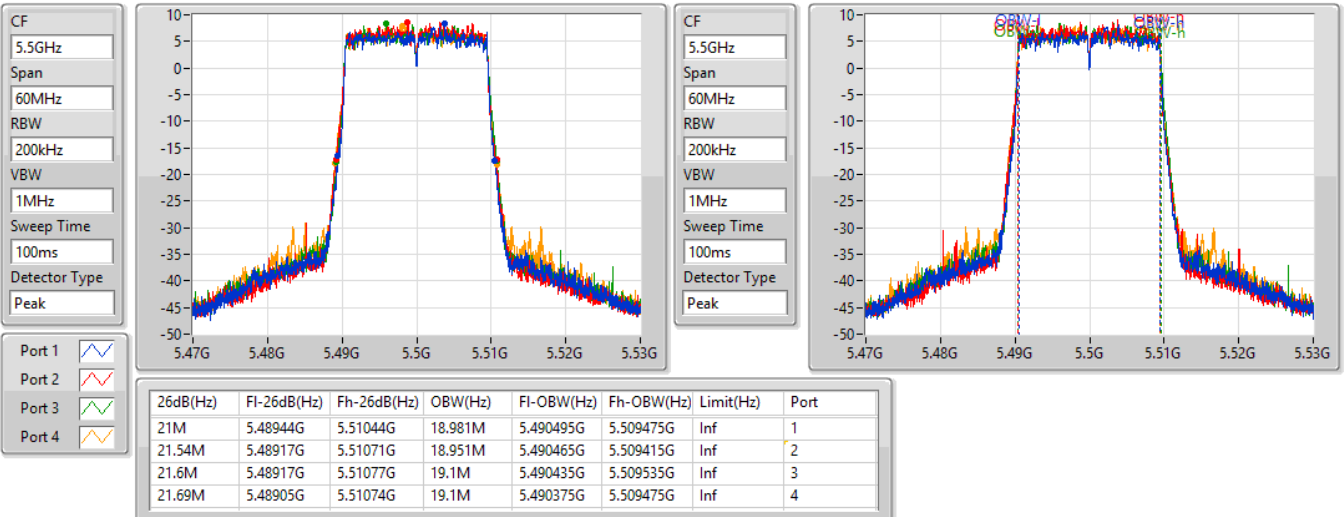 CF
5.5GHz
Span
60MHz
RBW
200kHz
VBW
1MHz
Sweep Time
100ms
Detector Type
Peak
10
5
0
-5
-10
-15
-20
-25
-30
-35
-40
-45
-50
5.47G 5.48G 5.49G 5.5G 5.51G 5.52G 5.53G
CF
5.5GHz
Span
60MHz
RBW
200kHz
VBW
1MHz
Sweep Time
100ms
Detector Type
Peak
10
5
0
-5
-10
-15
-20
-25
-30
-35
-40
-45
-50
5.47G 5.48G 5.49G 5.5G 5.51G 5.52G 5.53G
Port 1
Port 2
Port 3
Port 4
26dB(Hz) Fl-26dB(Hz) Fh-26dB(Hz) OBW(Hz) Fl-OBW(Hz) Fh-OBW(Hz) Limit(Hz) Port
21M 5.48944G 5.51044G 18.981M 5.490495G 5.509475G Inf 1
21.54M 5.48917G 5.51071G 18.951M 5.490465G 5.509415G Inf 2
21.6M 5.48917G 5.51077G 19.1M 5.490435G 5.509535G Inf 3
21.69M 5.48905G 5.51074G 19.1M 5.490375G 5.509475G Inf 4